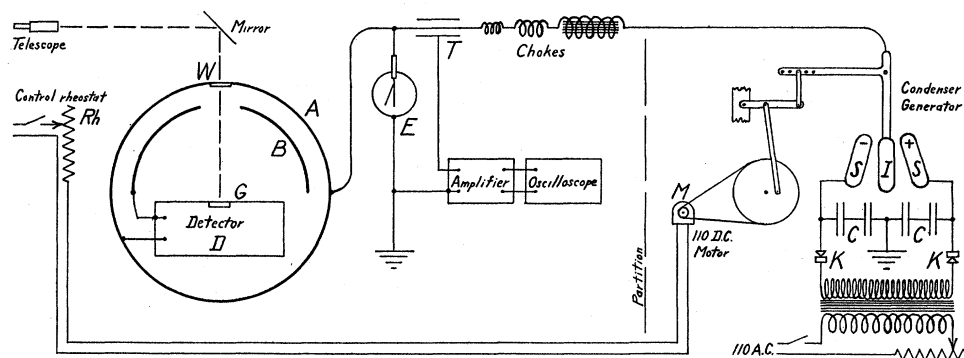 Telescope
Mirror
W
Control rheostat
Rh
A
B
G
Detector
D
T
E
Chokes
Amplifier
Oscilloscope
Partition
M
110 D.C.
Motor
Condenser
Generator
-
+
S
I
S
C
C
K
K
110 A.C.